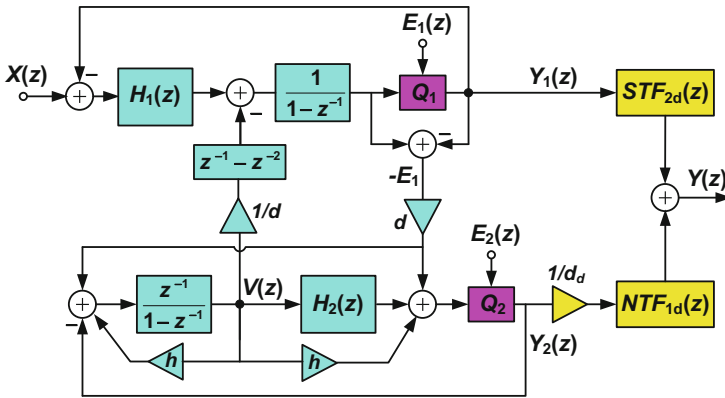 E₁(z)
X(z)
−
H₁(z)
−
1
1 − z⁻¹
Q₁
Y₁(z)
STF₂d(z)
−
z⁻¹ − z⁻²
-E₁
Y(z)
1/d
d
E₂(z)
1/d_d
z⁻¹
1 − z⁻¹
V(z)
H₂(z)
Q₂
NTF₁d(z)
−
h
h
Y₂(z)